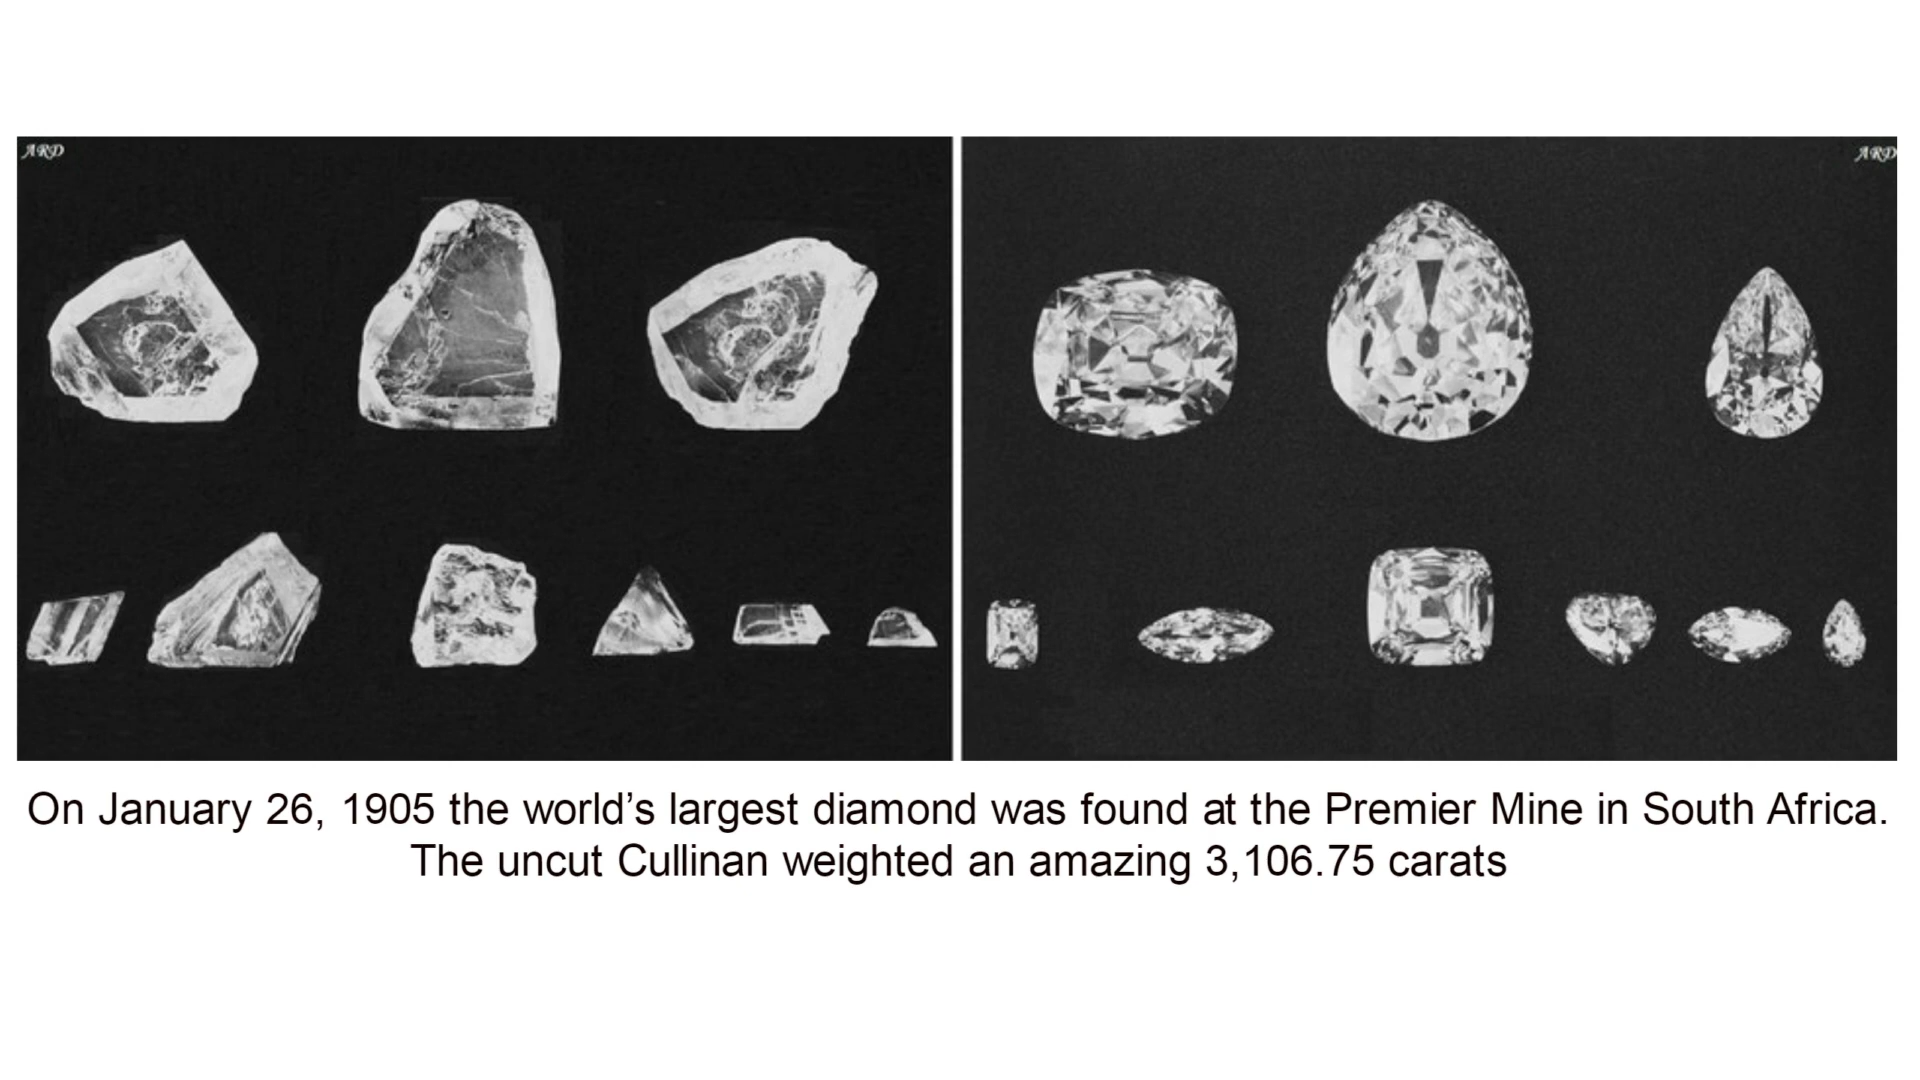 ARD
ARD
On January 26, 1905 the world’s largest diamond was found at the Premier Mine in South Africa.
The uncut Cullinan weighted an amazing 3,106.75 carats